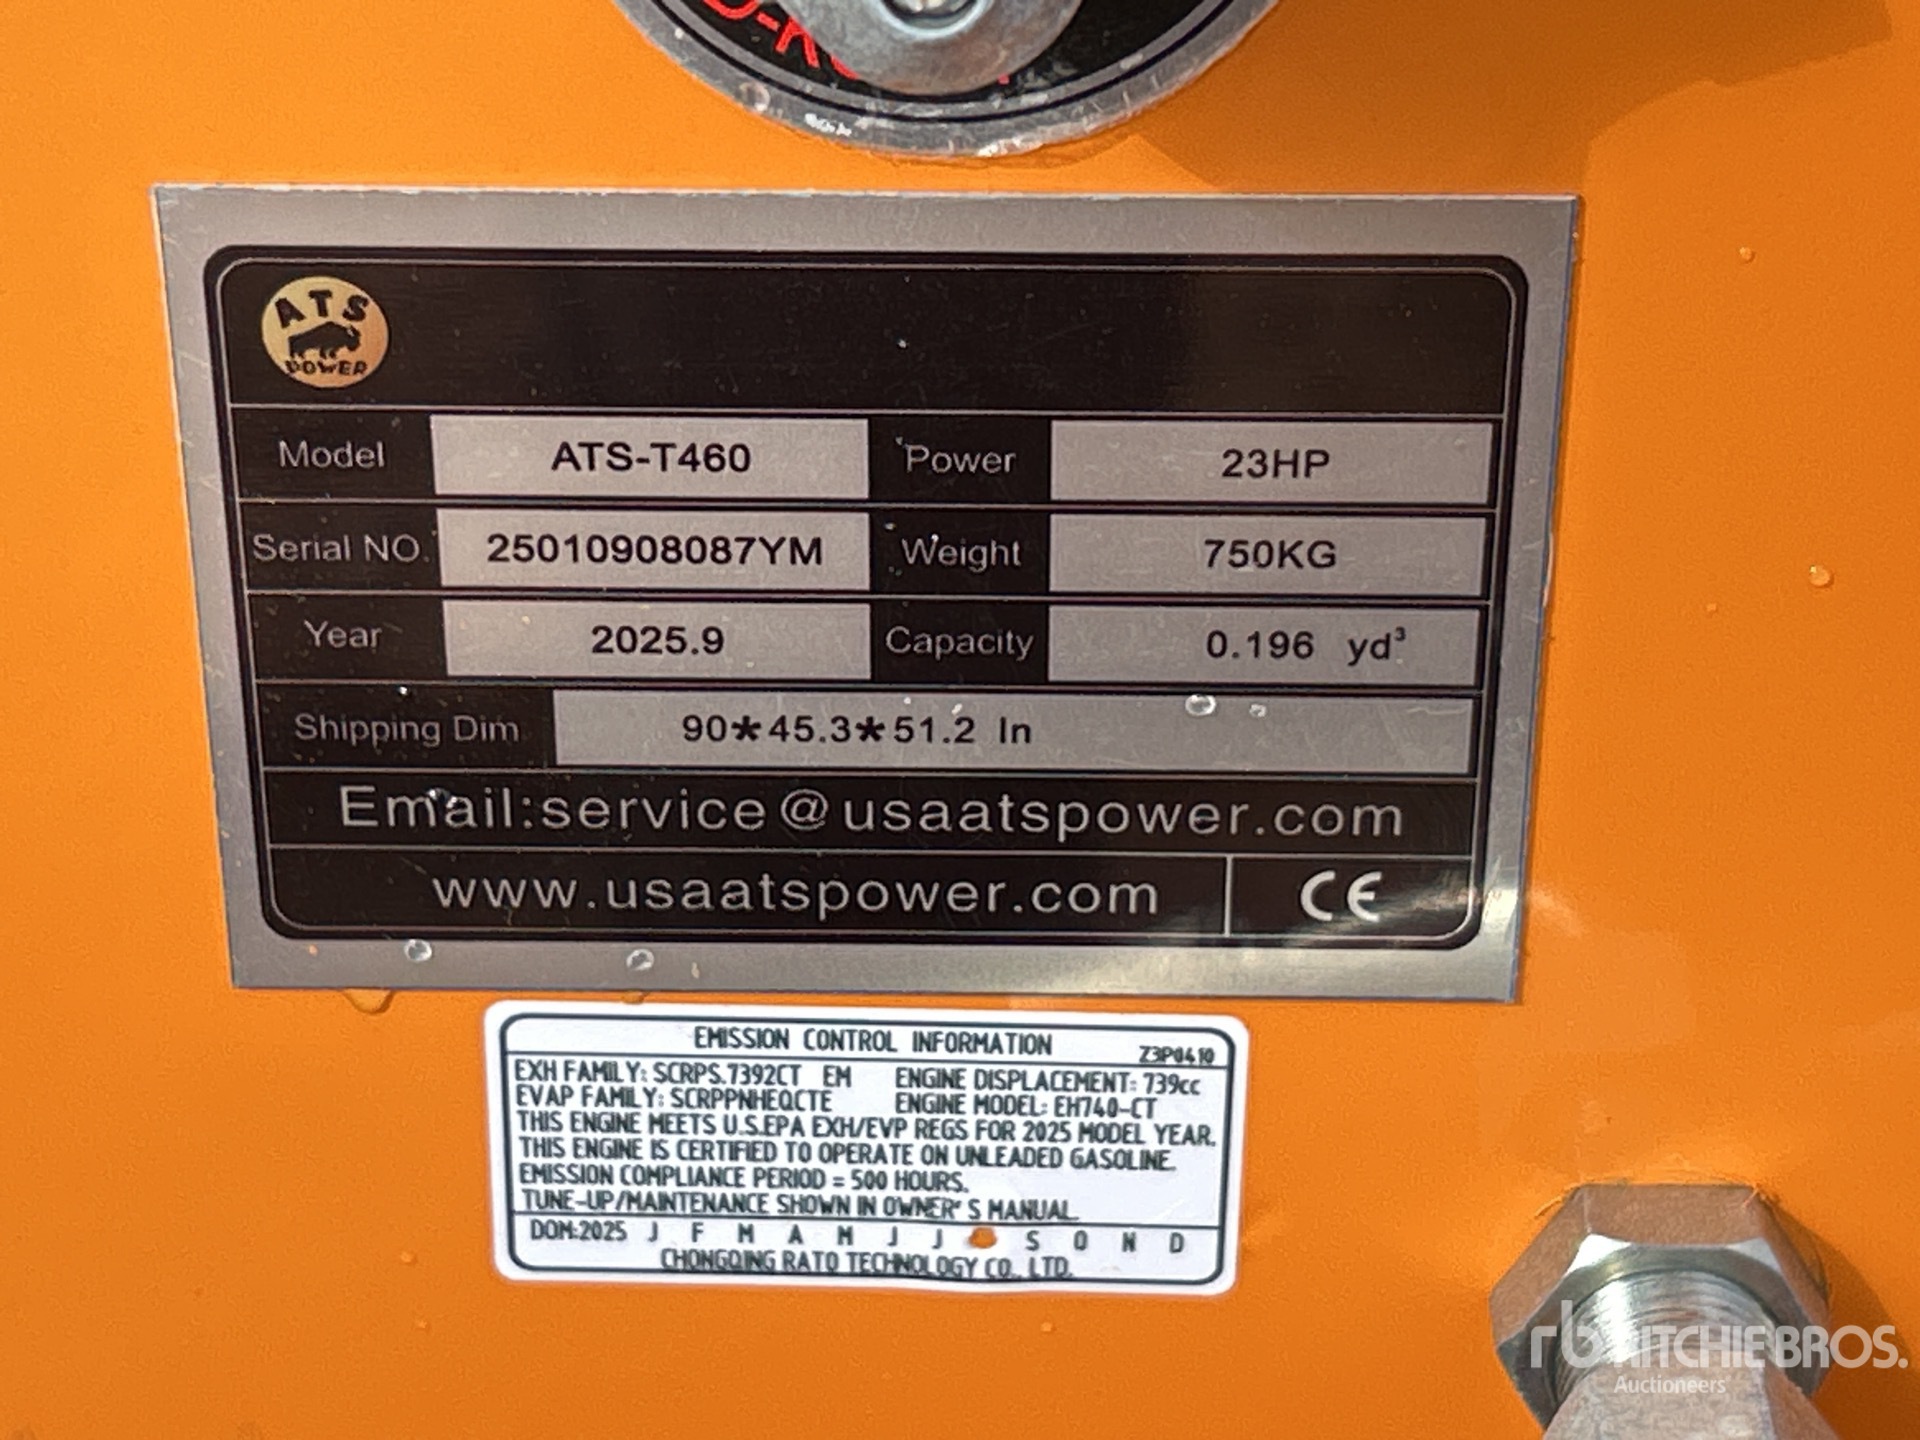 ATS
POWER
Model ATS-T460 Power 23HP
Serial NO. 25010908087YM Weight 750KG
Year 2025.9 Capacity 0.196 yd³
Shipping Dim 90*45.3*51.2 In
Email:service@usaatspower.com
www.usaatspower.com CE
EMISSION CONTROL INFORMATION Z3P0410
EXH FAMILY: SCRPS.7392CT EM ENGINE DISPLACEMENT: 739cc
EVAP FAMILY: SCRPPNHEQCTE ENGINE MODEL: EH740-CT
THIS ENGINE MEETS U.S.EPA EXH/EVP REGS FOR 2025 MODEL YEAR.
THIS ENGINE IS CERTIFIED TO OPERATE ON UNLEADED GASOLINE.
EMISSION COMPLIANCE PERIOD = 500 HOURS.
TUNE-UP/MAINTENANCE SHOWN IN OWNER'S MANUAL
DOM:2025 J F M A M J J S O N D
CHONGQING RATO TECHNOLOGY CO., LTD.
rb RITCHIE BROS.
Auctioneers